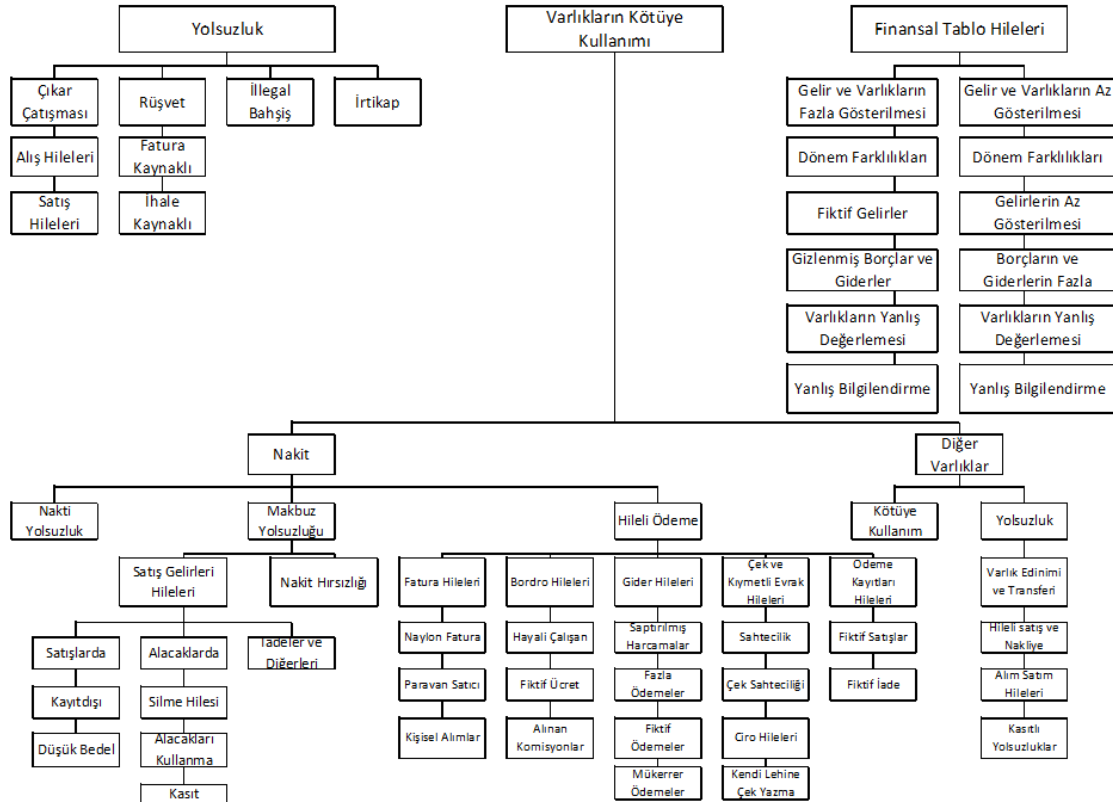 Yolsuzluk
Varlıkların Kötüye
Kullanımı
Finansal Tablo Hileleri
Çıkar
Çatışması
Rüşvet
İllegal
Bahşiş
İrtikap
Gelir ve Varlıkların
Fazla Gösterilmesi
Gelir ve Varlıkların Az
Gösterilmesi
Alış Hileleri
Fatura
Kaynaklı
Dönem Farklılıkları
Dönem Farklılıkları
Satış
Hileleri
İhale
Kaynaklı
Fiktif Gelirler
Gelirlerin Az
Gösterilmesi
Gizlenmiş Borçlar ve
Giderler
Borçların ve
Giderlerin Fazla
Varlıkların Yanlış
Değerlemesi
Varlıkların Yanlış
Değerlemesi
Yanlış Bilgilendirme
Yanlış Bilgilendirme
Nakit
Diğer
Varlıklar
Nakti
Yolsuzluk
Makbuz
Yolsuzluğu
Hileli Ödeme
Kötüye
Kullanım
Yolsuzluk
Satış Gelirleri
Hileleri
Nakit Hırsızlığı
Fatura Hileleri
Bordro Hileleri
Gider Hileleri
Çek ve
Kıymetli Evrak
Hileleri
Ödeme
Kayıtları
Hileleri
Varlık Edinimi
ve Transferi
Satışlarda
Alacaklarda
İadeler ve
Diğerleri
Naylon Fatura
Hayali Çalışan
Saptırılmış
Harcamalar
Sahtecilik
Fiktif Satışlar
Hileli satış ve
Nakliye
Kayıtdışı
Silme Hilesi
Paravan Satıcı
Fiktif Ücret
Fazla
Ödemeler
Çek Sahteciliği
Fiktif İade
Alım Satım
Hileleri
Düşük Bedel
Alacakları
Kullanma
Kişisel Alımlar
Alınan
Komisyonlar
Fiktif
Ödemeler
Ciro Hileleri
Kasıtlı
Yolsuzluklar
Kasıt
Mükerrer
Ödemeler
Kendi Lehine
Çek Yazma